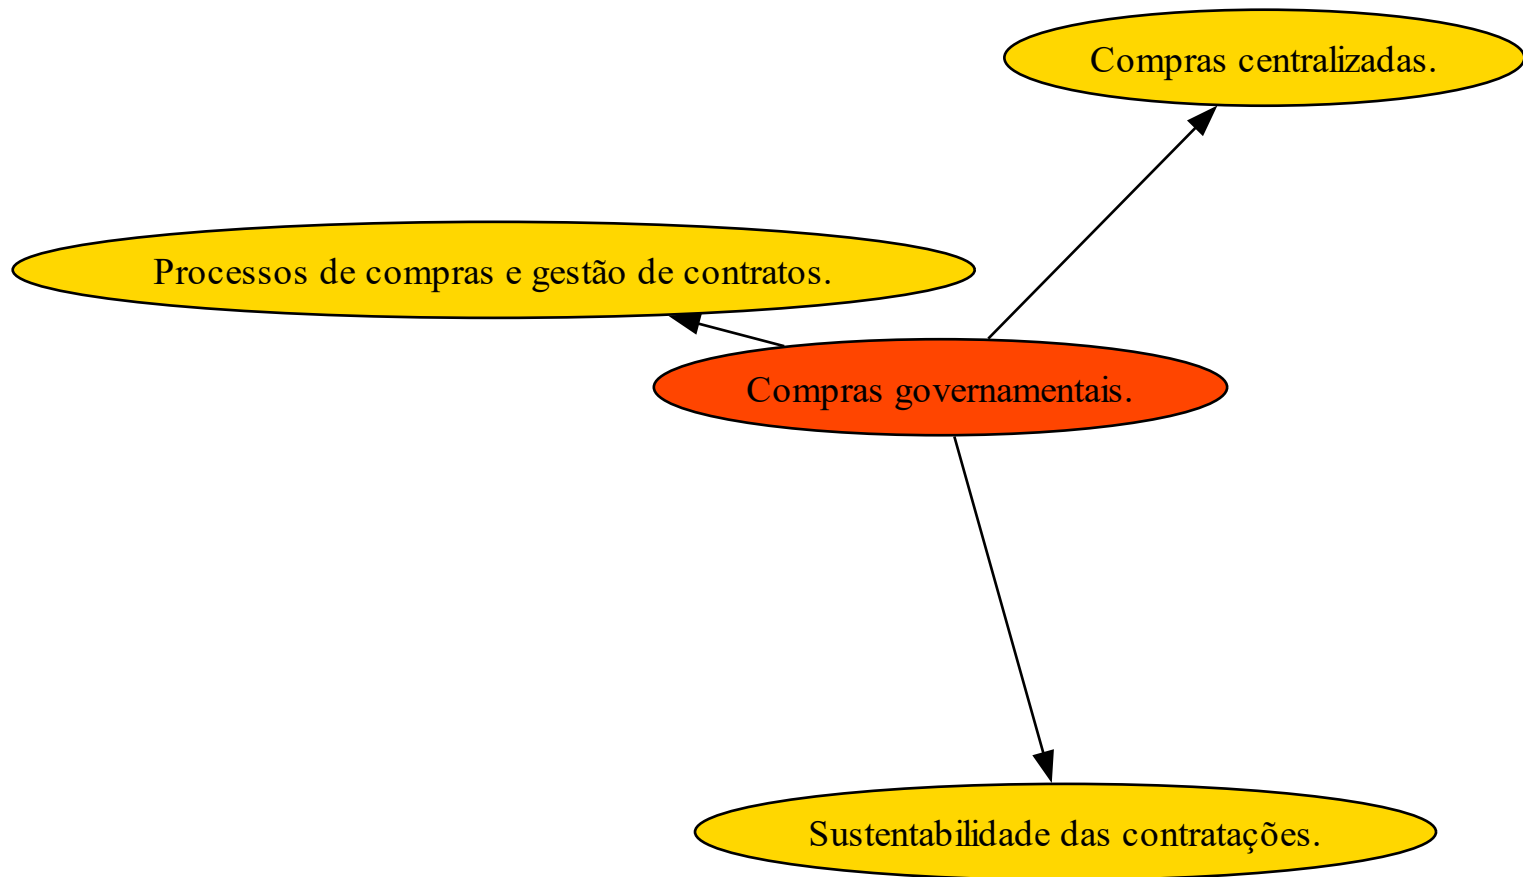 Compras centralizadas.
Processos de compras e gestão de contratos.
Compras governamentais.
Sustentabilidade das contratações.